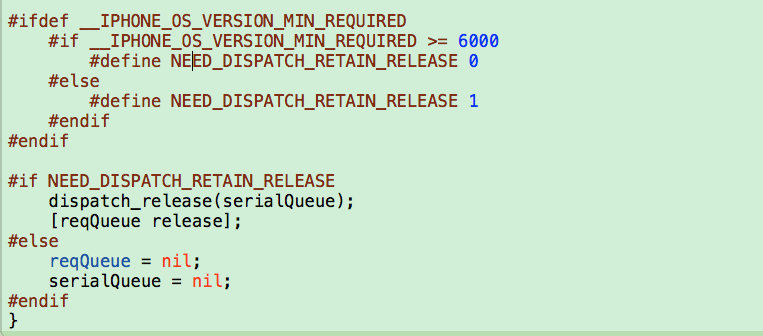 #ifdef __IPHONE_OS_VERSION_MIN_REQUIRED
    #if __IPHONE_OS_VERSION_MIN_REQUIRED >= 6000
        #define NEED_DISPATCH_RETAIN_RELEASE 0
    #else
        #define NEED_DISPATCH_RETAIN_RELEASE 1
    #endif
#endif

#if NEED_DISPATCH_RETAIN_RELEASE
    dispatch_release(serialQueue);
    [reqQueue release];
#else
    reqQueue = nil;
    serialQueue = nil;
#endif
}